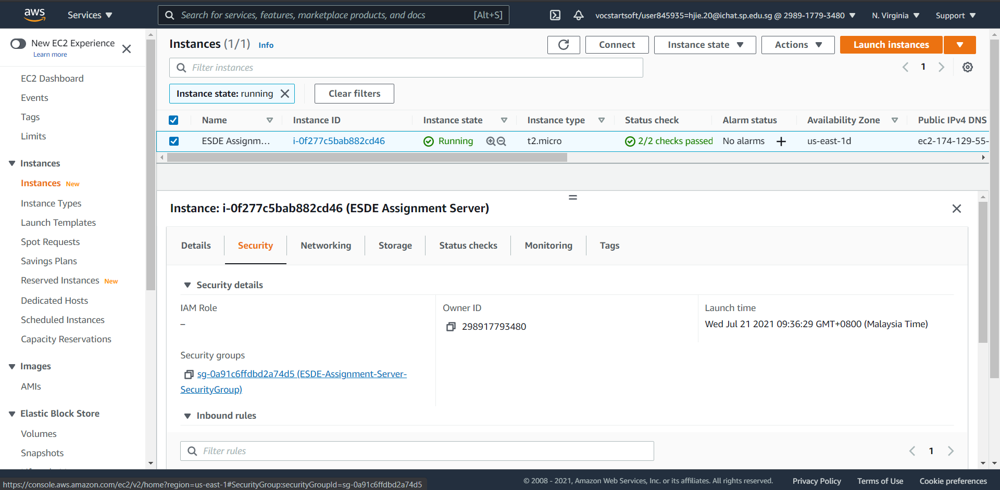 aws
Services
Search for services, features, marketplace products, and docs [Alt+S]
vocstartsoft/user845935=hjie.20@ichat.sp.edu.sg @ 2989-1779-3480
N. Virginia
Support
New EC2 Experience
Learn more
EC2 Dashboard
Events
Tags
Limits
Instances
Instances New
Instance Types
Launch Templates
Spot Requests
Savings Plans
Reserved Instances New
Dedicated Hosts
Scheduled Instances
Capacity Reservations
Images
AMIs
Elastic Block Store
Volumes
Snapshots
Instances (1/1) Info
Connect
Instance state
Actions
Launch instances
Filter instances
1
Instance state: running
Clear filters
Name Instance ID Instance state Instance type Status check Alarm status Availability Zone Public IPv4 DNS
ESDE Assignm... i-0f277c5bab882cd46 Running t2.micro 2/2 checks passed No alarms + us-east-1d ec2-174-129-55-
Instance: i-0f277c5bab882cd46 (ESDE Assignment Server)
Details Security Networking Storage Status checks Monitoring Tags
Security details
IAM Role
–
Owner ID
298917793480
Launch time
Wed Jul 21 2021 09:36:29 GMT+0800 (Malaysia Time)
Security groups
sg-0a91c6ffdbd2a74d5 (ESDE-Assignment-Server-
SecurityGroup)
Inbound rules
Filter rules
1
https://console.aws.amazon.com/ec2/v2/home?region=us-east-1#SecurityGroup:securityGroupId=sg-0a91c6ffdbd2a74d5
© 2008 - 2021, Amazon Web Services, Inc. or its affiliates. All rights reserved.
Privacy Policy
Terms of Use
Cookie preferences